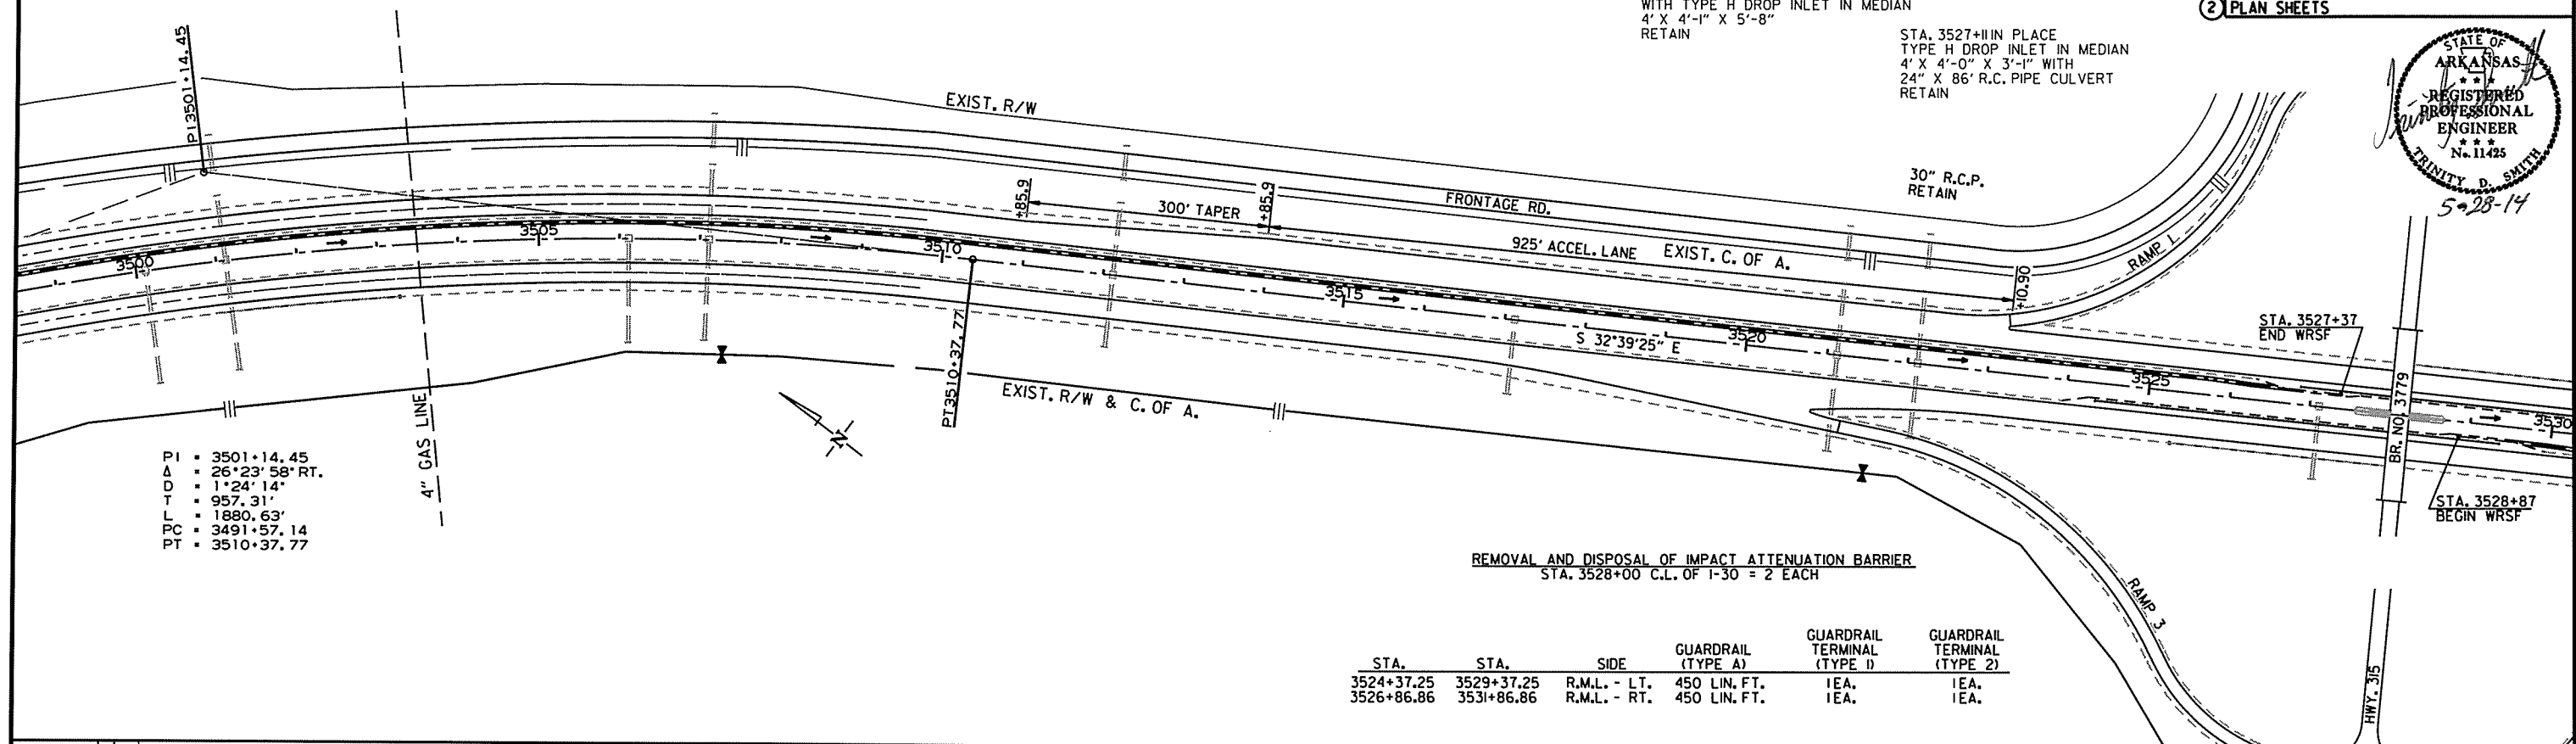 WITH TYPE H DROP INLET IN MEDIAN
4' X 4'-1" X 5'-8"
RETAIN
2 PLAN SHEETS
STA. 3527+11 IN PLACE
TYPE H DROP INLET IN MEDIAN
4' X 4'-0" X 3'-1" WITH
24" X 86' R.C. PIPE CULVERT
RETAIN
STATE OF
ARKANSAS
REGISTERED
PROFESSIONAL
ENGINEER
No. 11425
TRINITY D. SMITH
5-28-14
PI 3501+14.45
EXIST. R/W
30" R.C.P.
RETAIN
+85.9
300' TAPER
+85.9
FRONTAGE RD.
925' ACCEL. LANE
EXIST. C. OF A.
+10.90
RAMP 1
3500
3505
3510
3515
3520
3525
3530
S 32°39'25" E
STA. 3527+37
END WRSF
BR. NO. 3779
PT 3510+37.77
EXIST. R/W & C. OF A.
N
4" GAS LINE
STA. 3528+87
BEGIN WRSF
PI = 3501+14.45
Δ = 26°23'58" RT.
D = 1°24'14"
T = 957.31'
L = 1880.63'
PC = 3491+57.14
PT = 3510+37.77
REMOVAL AND DISPOSAL OF IMPACT ATTENUATION BARRIER
STA. 3528+00 C.L. OF I-30 = 2 EACH
RAMP 3
HWY. 315
STA. STA. SIDE GUARDRAIL (TYPE A) GUARDRAIL TERMINAL (TYPE 1) GUARDRAIL TERMINAL (TYPE 2)
3524+37.25 3529+37.25 R.M.L. - LT. 450 LIN. FT. 1 EA. 1 EA.
3526+86.86 3531+86.86 R.M.L. - RT. 450 LIN. FT. 1 EA. 1 EA.